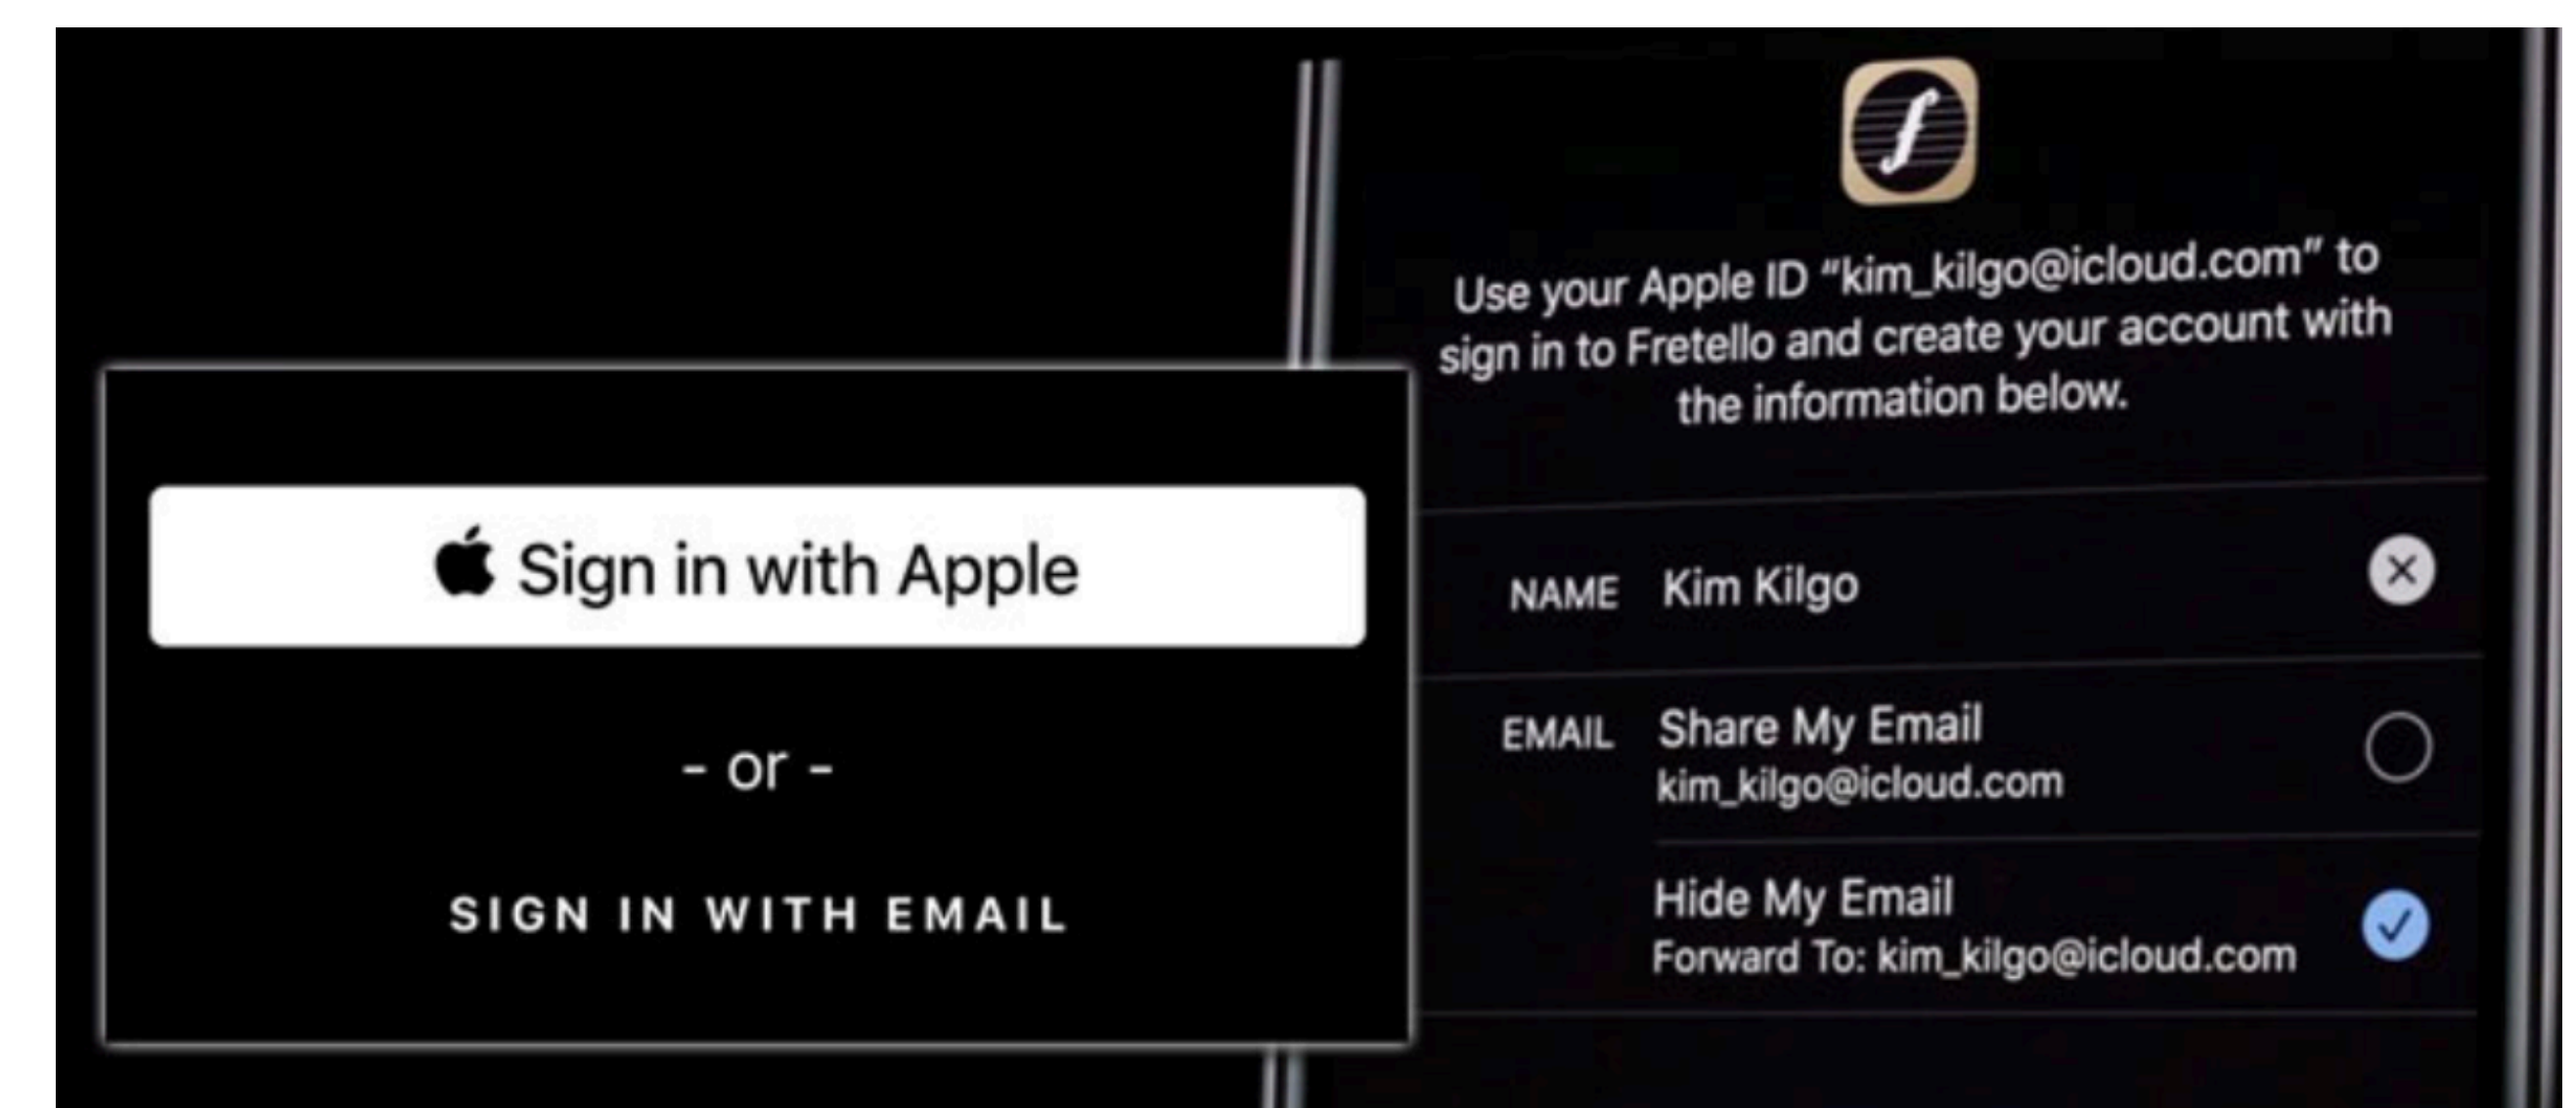 Sign in with Apple
- or -
SIGN IN WITH EMAIL
Use your Apple ID “kim_kilgo@icloud.com” to
sign in to Fretello and create your account with
the information below.
NAME Kim Kilgo
EMAIL Share My Email
kim_kilgo@icloud.com
Hide My Email
Forward To: kim_kilgo@icloud.com